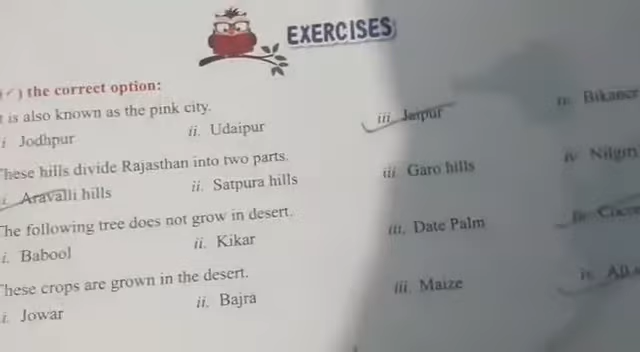 EXERCISES
) the correct option:
is also known as the pink city.
i Jodhpur ii. Udaipur iii. Jaipur iv. Bikaner
These hills divide Rajasthan into two parts.
i. Aravalli hills ii. Satpura hills iii. Garo hills iv. Nilgiri
The following tree does not grow in desert.
i. Babool ii. Kikar iii. Date Palm iv.
These crops are grown in the desert.
i. Jowar ii. Bajra iii. Maize iv. All